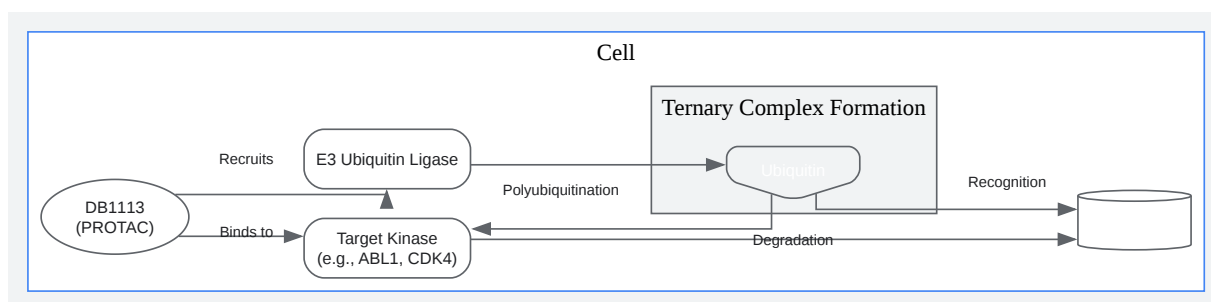 Cell
Ternary Complex Formation
E3 Ubiquitin Ligase
Recruits
Ubiquitin
Polyubiquitination
Recognition
DB1113
(PROTAC)
Binds to
Target Kinase
(e.g., ABL1, CDK4)
Degradation